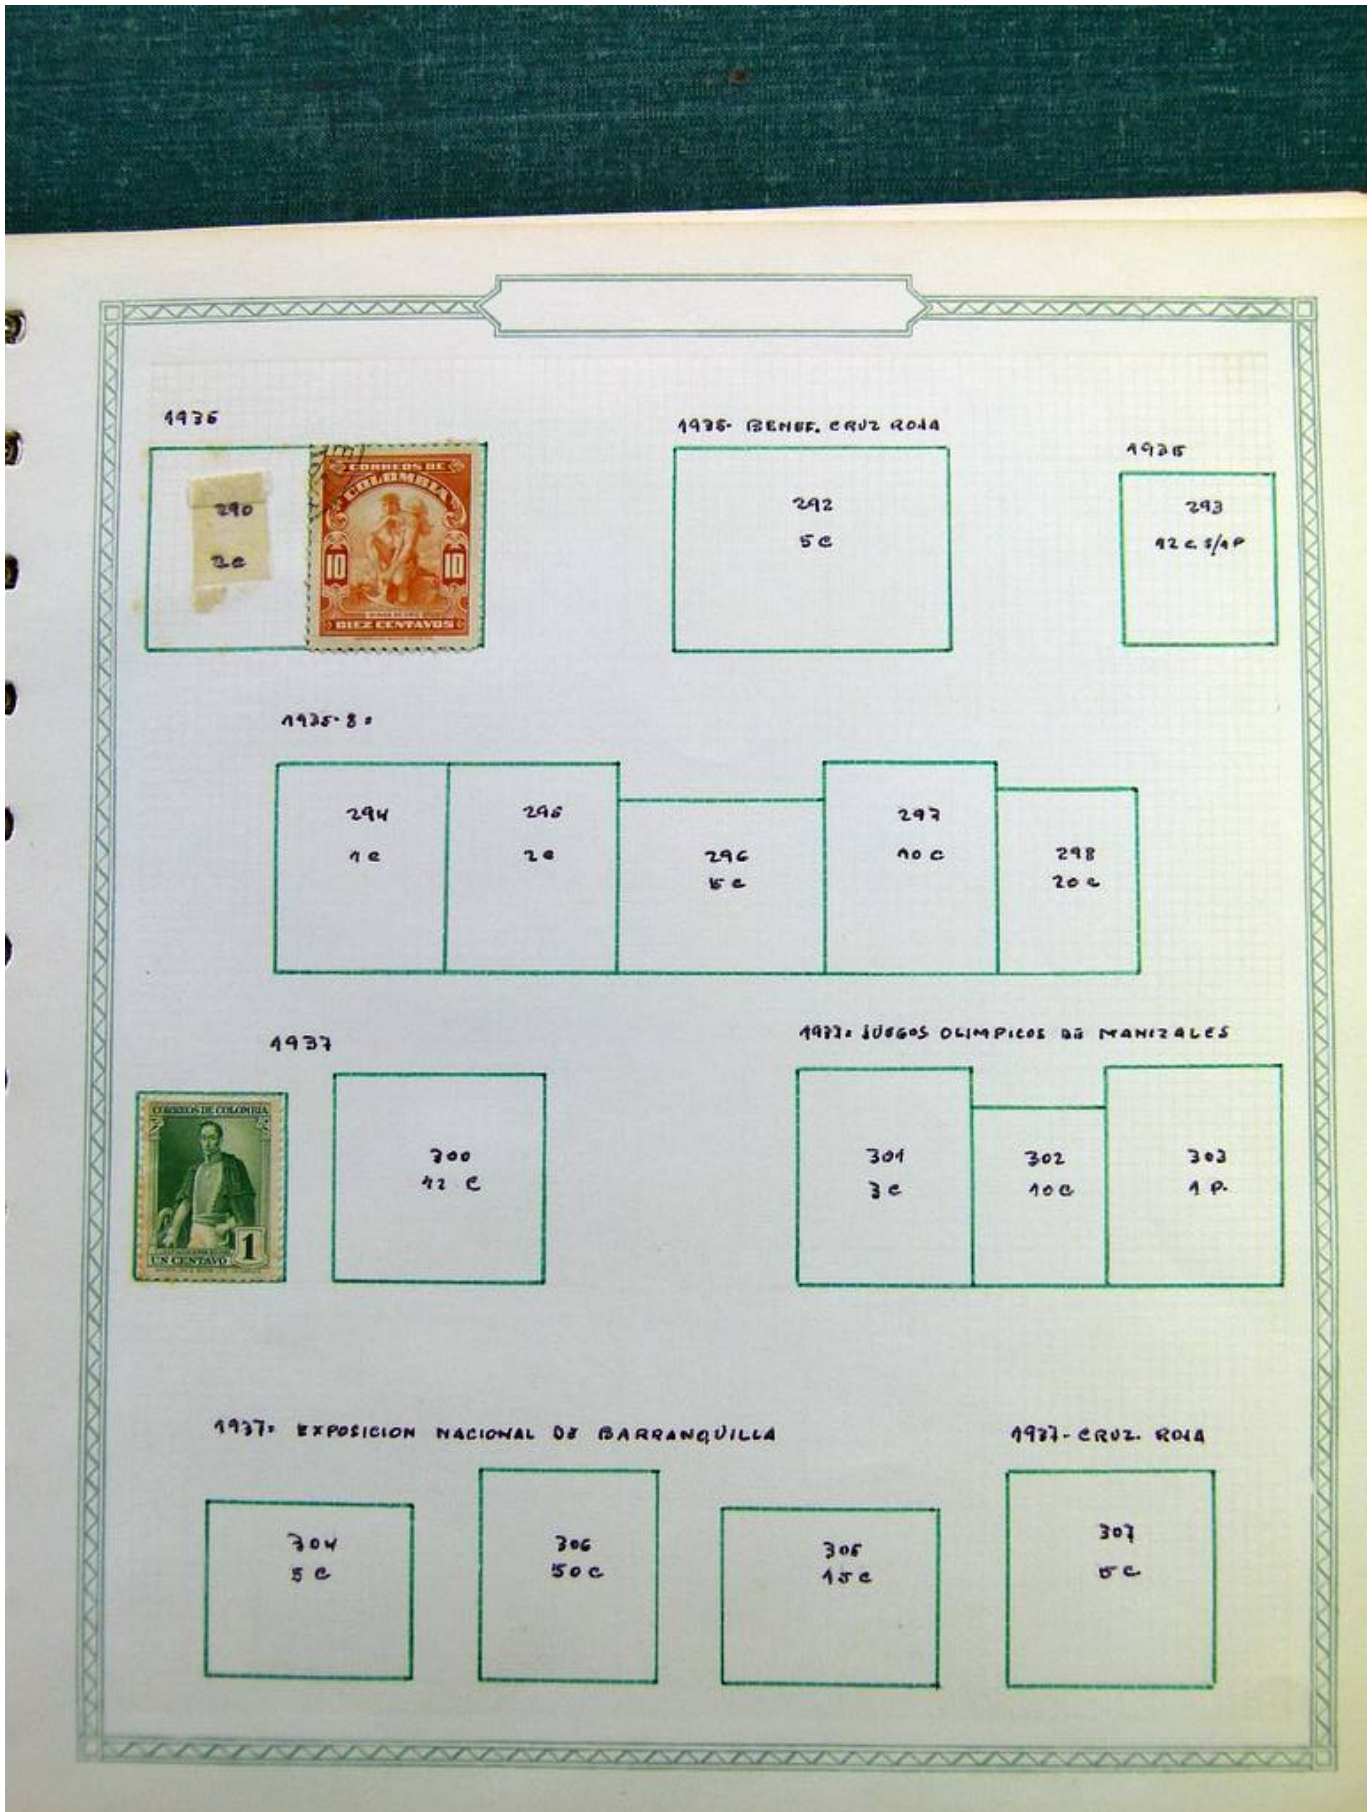 1935
290
2C
CORREOS DE
COLOMBIA
10
10
DIEZ CENTAVOS
1935- BENEF. CRUZ ROJA
292
5C
1935
293
12 C S/1P
1935-8:
294
1C
295
2C
296
5C
297
10 C
298
20 C
1937
CORREOS DE COLOMBIA
1
UN CENTAVO
300
12 C
1937: JUEGOS OLIMPICOS DE MANIZALES
301
3C
302
10C
303
1 P.
1937: EXPOSICION NACIONAL DE BARRANQUILLA
304
5C
306
50C
305
15C
1937- CRUZ. ROJA
307
5C